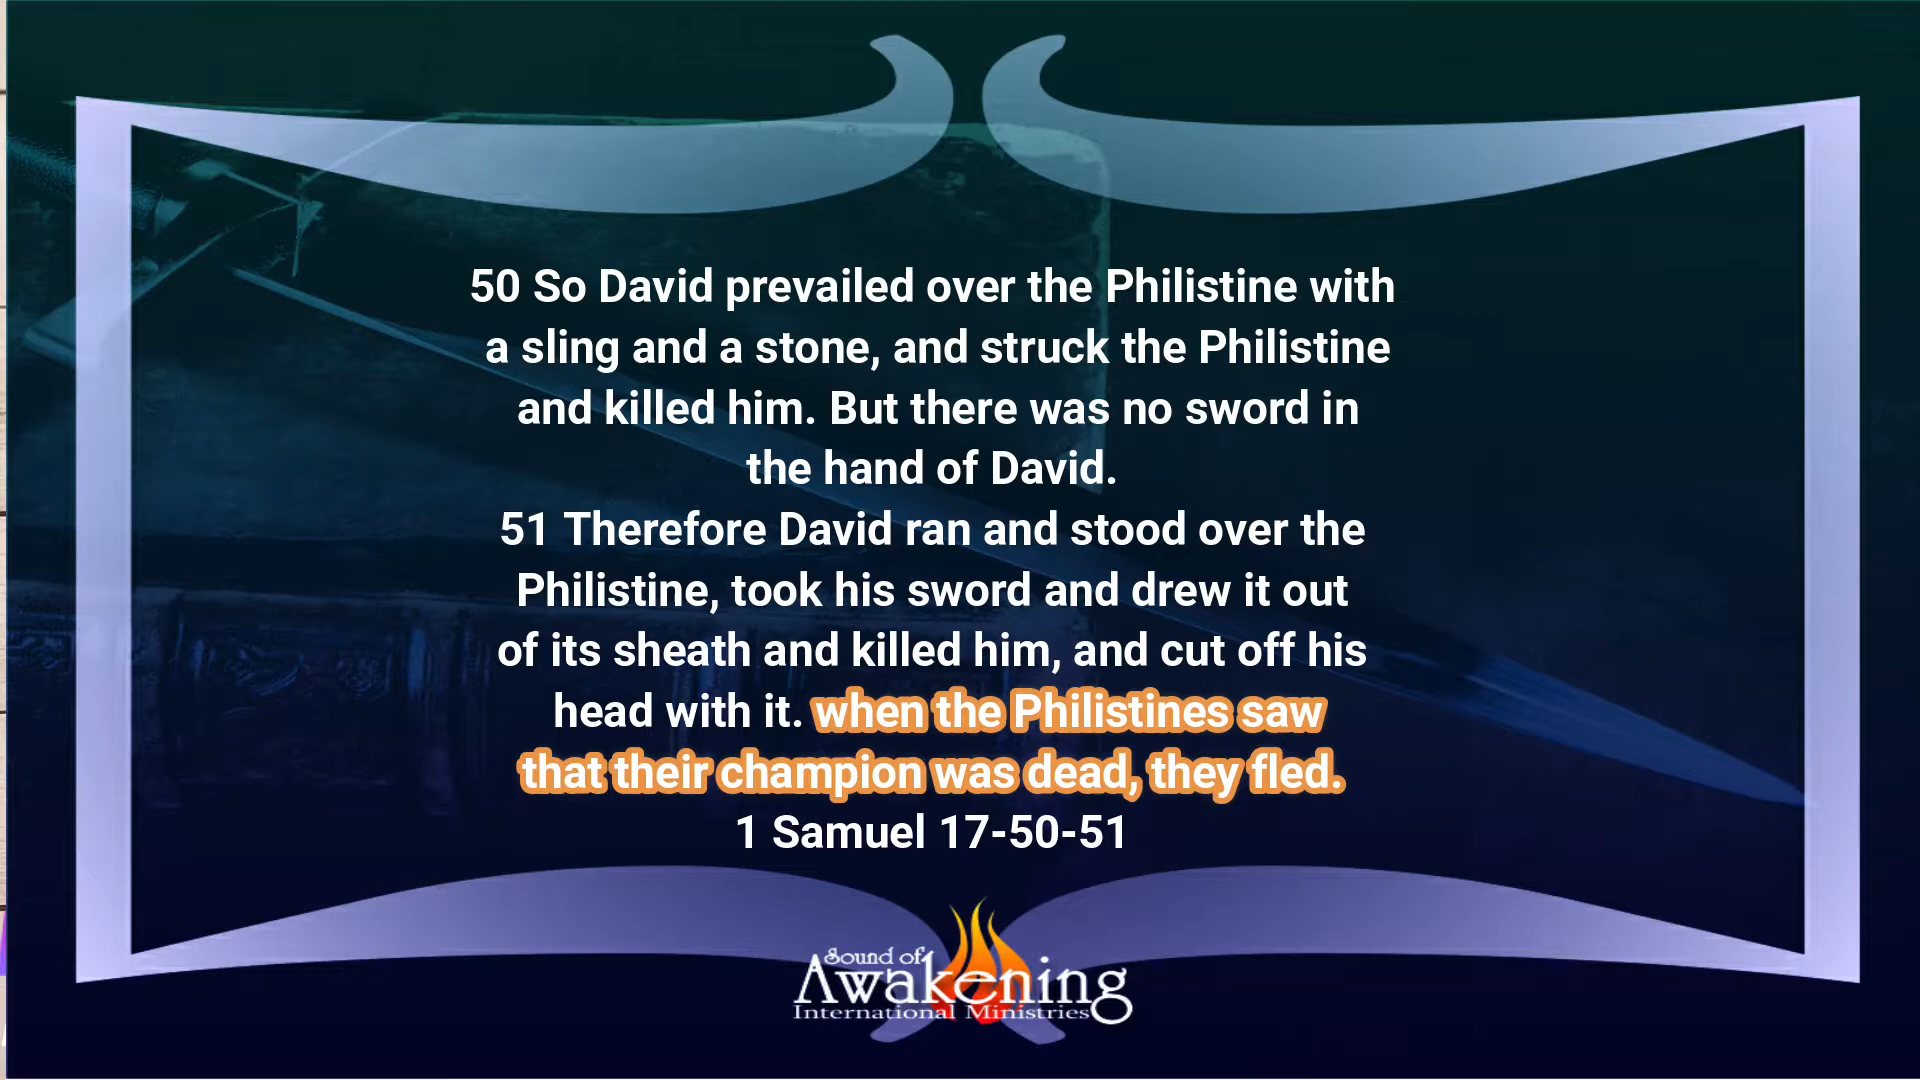 50 So David prevailed over the Philistine with
a sling and a stone, and struck the Philistine
and killed him. But there was no sword in
the hand of David.
51 Therefore David ran and stood over the
Philistine, took his sword and drew it out
of its sheath and killed him, and cut off his
head with it. when the Philistines saw
that their champion was dead, they fled.
1 Samuel 17-50-51
Sound of
Awakening
International Ministries